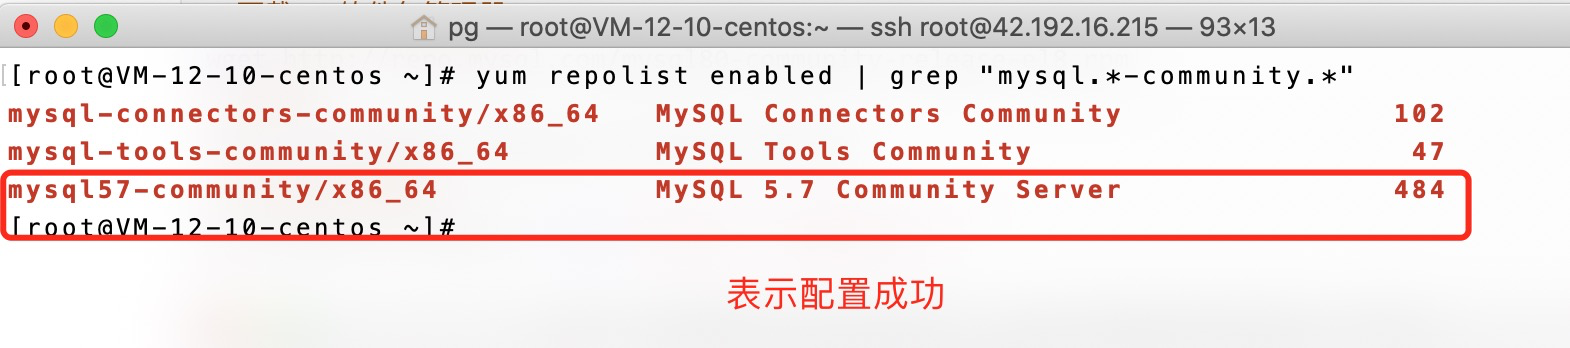 pg — root@VM-12-10-centos:~ — ssh root@42.192.16.215 — 93×13
[[root@VM-12-10-centos ~]# yum repolist enabled | grep "mysql.*-community.*"
mysql-connectors-community/x86_64 MySQL Connectors Community 102
mysql-tools-community/x86_64 MySQL Tools Community 47
mysql57-community/x86_64 MySQL 5.7 Community Server 484
[root@VM-12-10-centos ~]#
表示配置成功